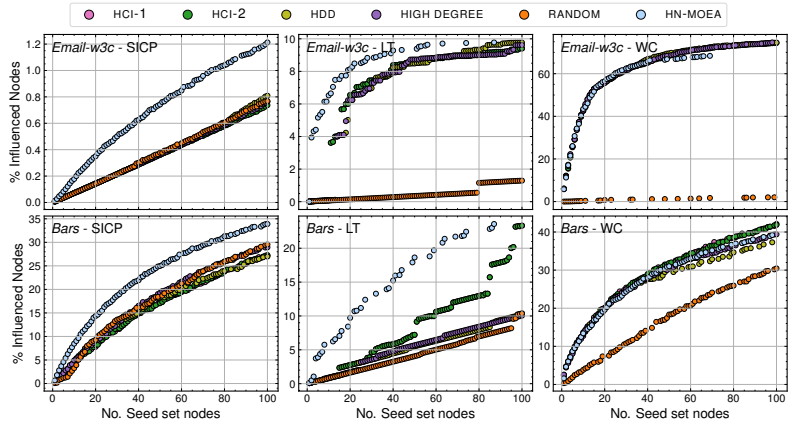 HCI-1 HCI-2 HDD HIGH DEGREE RANDOM HN-MOEA
Email-w3c - SICP
Email-w3c - LT
Email-w3c - WC
% Influenced Nodes
1.2
1.0
0.8
0.6
0.4
0.2
0.0
10
8
6
4
2
0
60
40
20
0
Bars - SICP
Bars - LT
Bars - WC
% Influenced Nodes
35
30
25
20
15
10
5
0
20
15
10
5
0
40
30
20
10
0
0 20 40 60 80 100
0 20 40 60 80 100
0 20 40 60 80 100
No. Seed set nodes
No. Seed set nodes
No. Seed set nodes